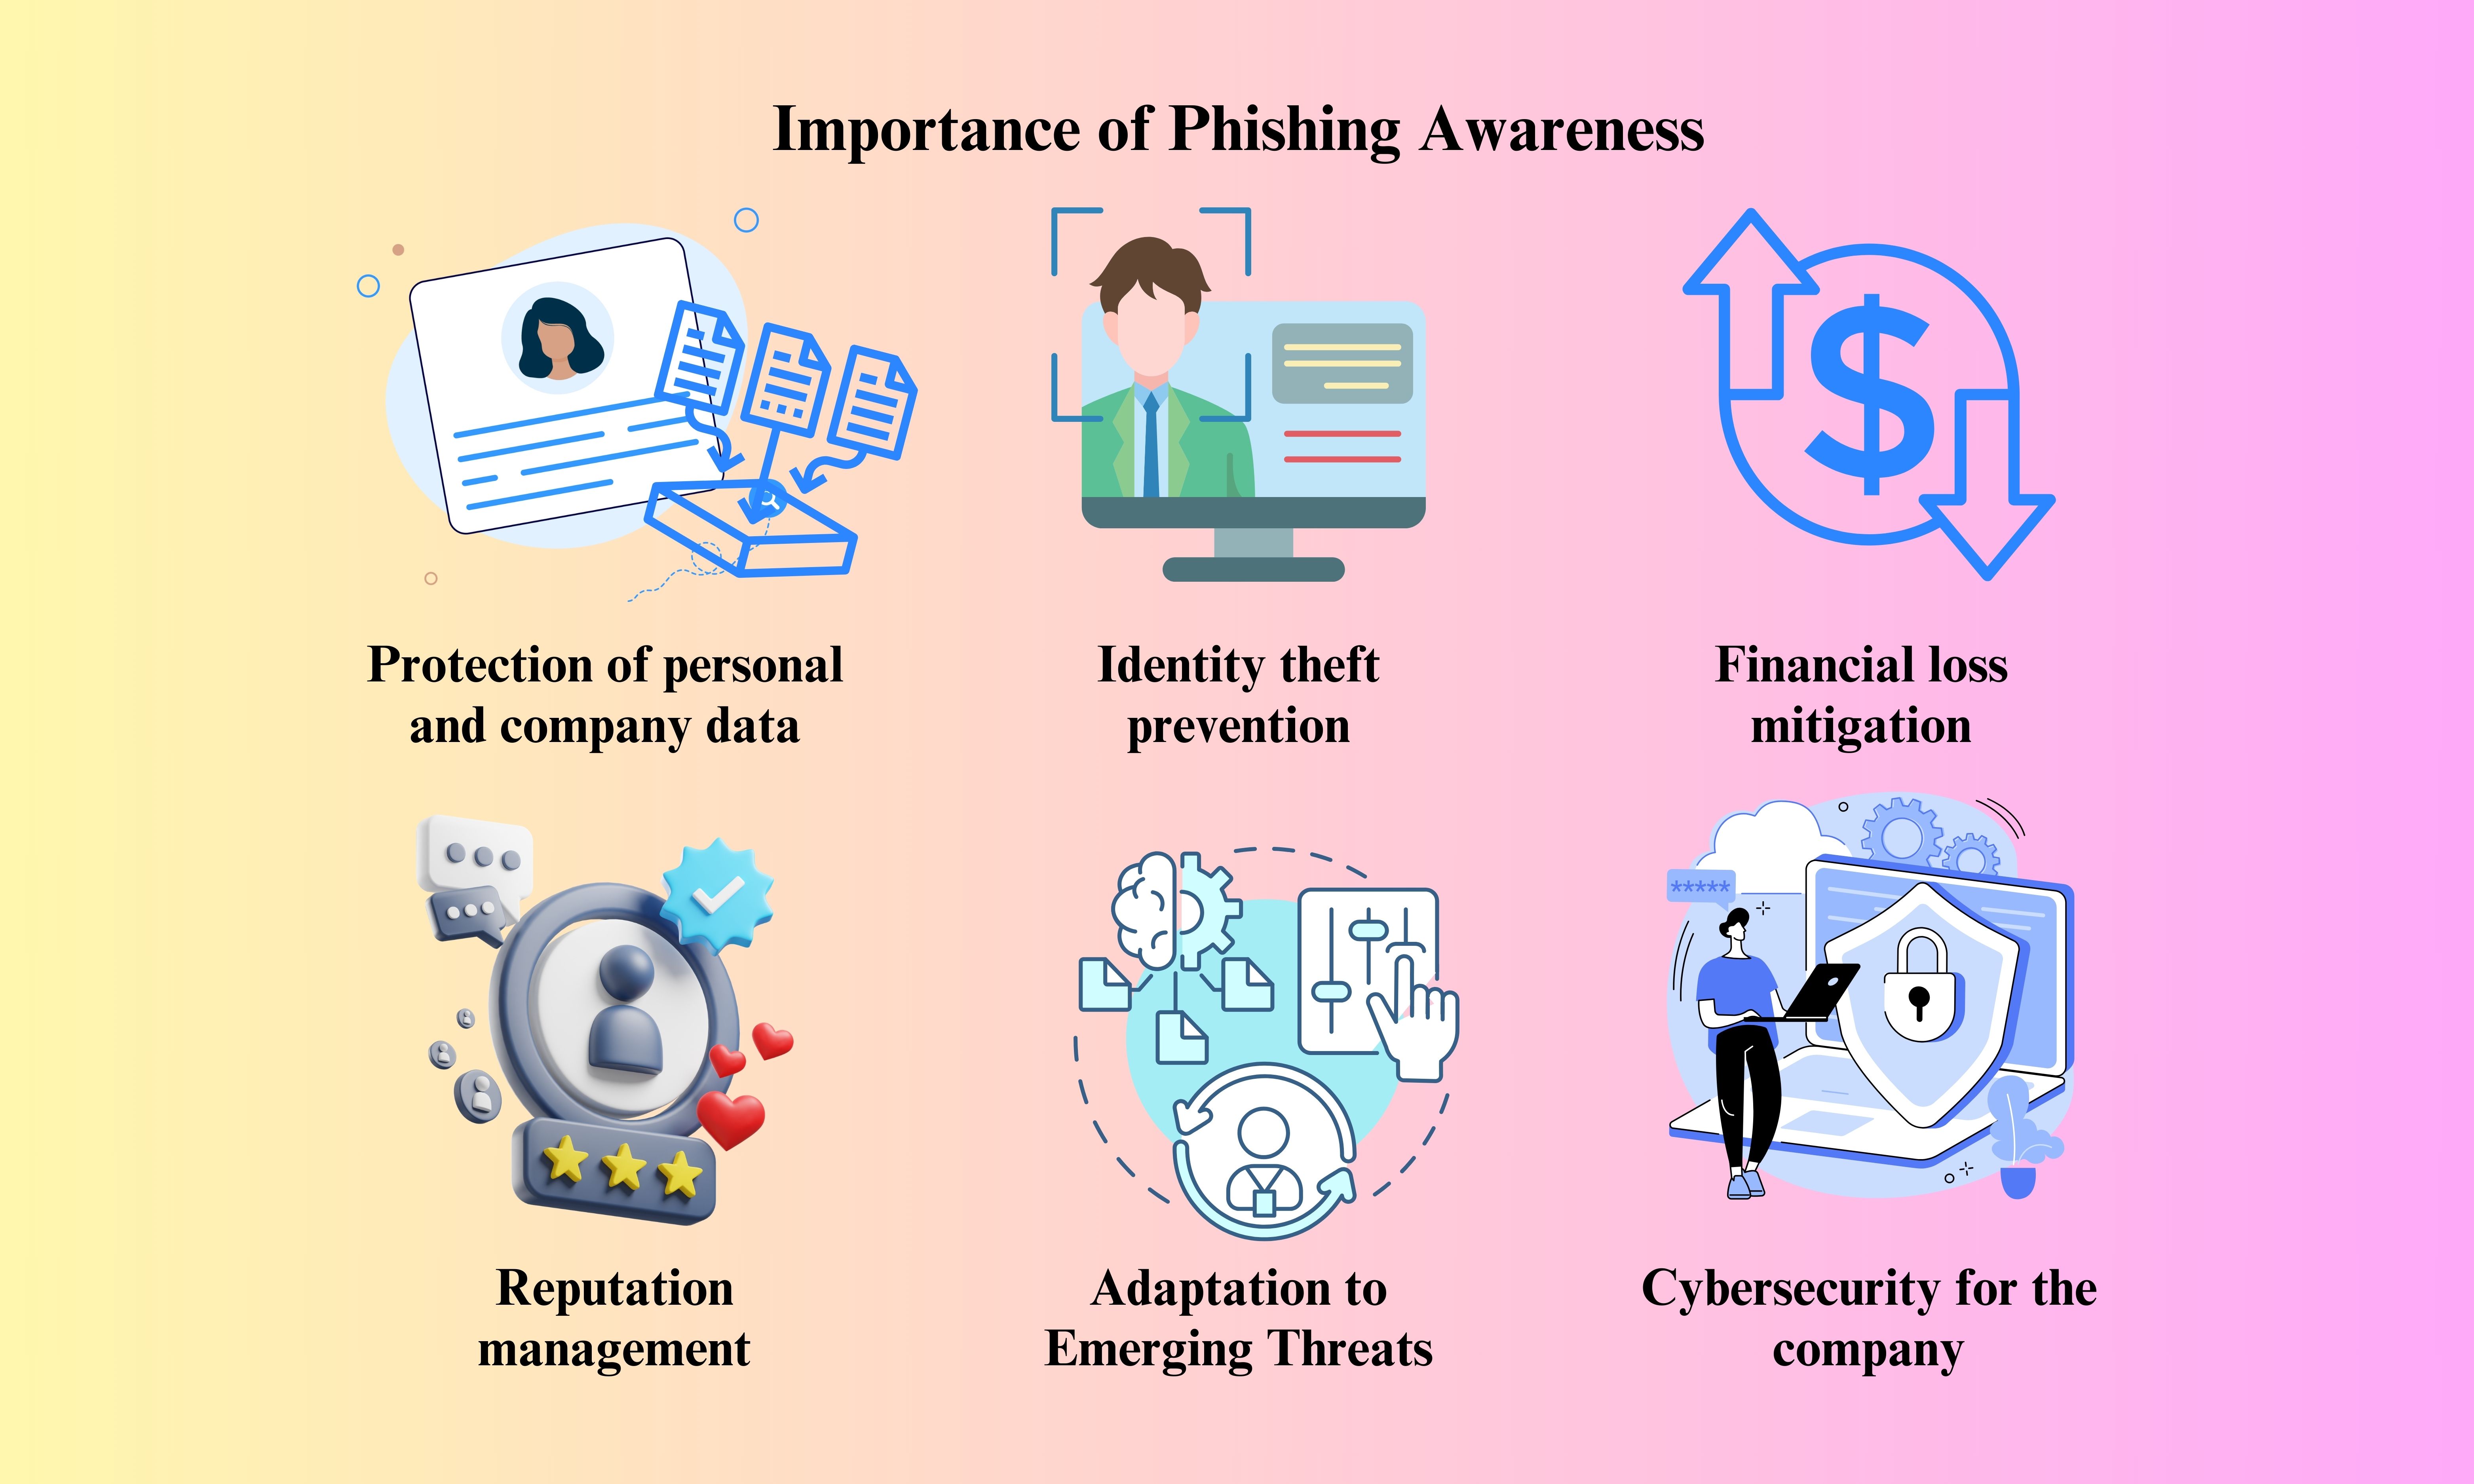 Importance of Phishing Awareness
Protection of personal
and company data
Identity theft
prevention
Financial loss
mitigation
*****
Reputation
management
Adaptation to
Emerging Threats
Cybersecurity for the
company